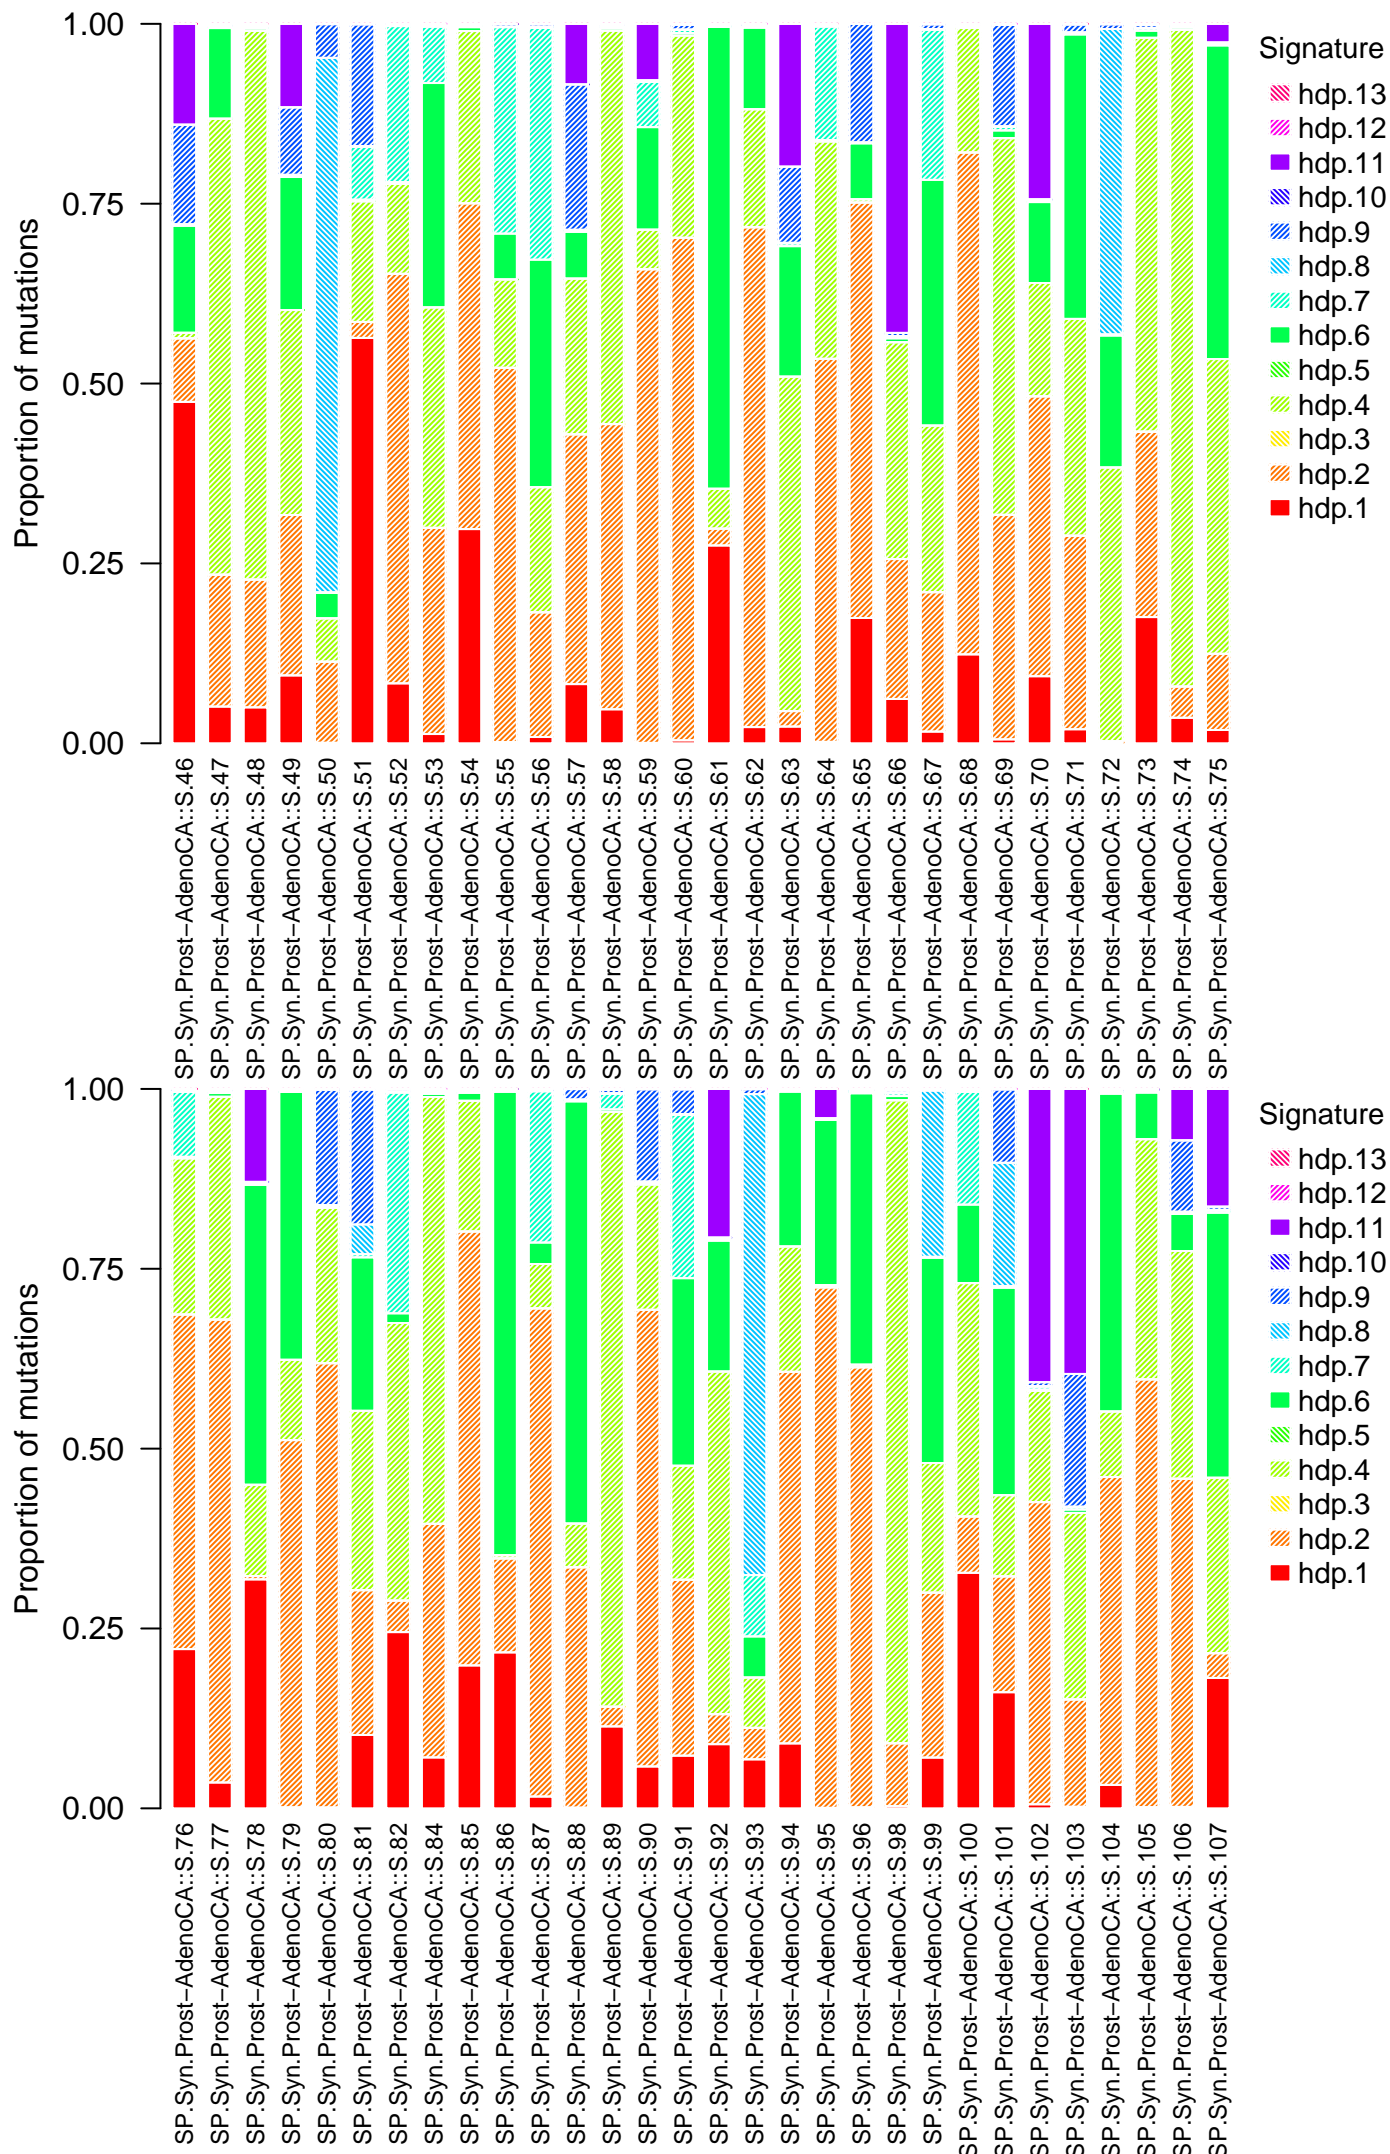 Proportion of mutations
1.00
0.75
0.50
0.25
0.00
SP.Syn.Prost−AdenoCA::S.46
SP.Syn.Prost−AdenoCA::S.47
SP.Syn.Prost−AdenoCA::S.48
SP.Syn.Prost−AdenoCA::S.49
SP.Syn.Prost−AdenoCA::S.50
SP.Syn.Prost−AdenoCA::S.51
SP.Syn.Prost−AdenoCA::S.52
SP.Syn.Prost−AdenoCA::S.53
SP.Syn.Prost−AdenoCA::S.54
SP.Syn.Prost−AdenoCA::S.55
SP.Syn.Prost−AdenoCA::S.56
SP.Syn.Prost−AdenoCA::S.57
SP.Syn.Prost−AdenoCA::S.58
SP.Syn.Prost−AdenoCA::S.59
SP.Syn.Prost−AdenoCA::S.60
SP.Syn.Prost−AdenoCA::S.61
SP.Syn.Prost−AdenoCA::S.62
SP.Syn.Prost−AdenoCA::S.63
SP.Syn.Prost−AdenoCA::S.64
SP.Syn.Prost−AdenoCA::S.65
SP.Syn.Prost−AdenoCA::S.66
SP.Syn.Prost−AdenoCA::S.67
SP.Syn.Prost−AdenoCA::S.68
SP.Syn.Prost−AdenoCA::S.69
SP.Syn.Prost−AdenoCA::S.70
SP.Syn.Prost−AdenoCA::S.71
SP.Syn.Prost−AdenoCA::S.72
SP.Syn.Prost−AdenoCA::S.73
SP.Syn.Prost−AdenoCA::S.74
SP.Syn.Prost−AdenoCA::S.75
Signature
hdp.13
hdp.12
hdp.11
hdp.10
hdp.9
hdp.8
hdp.7
hdp.6
hdp.5
hdp.4
hdp.3
hdp.2
hdp.1
Proportion of mutations
1.00
0.75
0.50
0.25
0.00
SP.Syn.Prost−AdenoCA::S.76
SP.Syn.Prost−AdenoCA::S.77
SP.Syn.Prost−AdenoCA::S.78
SP.Syn.Prost−AdenoCA::S.79
SP.Syn.Prost−AdenoCA::S.80
SP.Syn.Prost−AdenoCA::S.81
SP.Syn.Prost−AdenoCA::S.82
SP.Syn.Prost−AdenoCA::S.84
SP.Syn.Prost−AdenoCA::S.85
SP.Syn.Prost−AdenoCA::S.86
SP.Syn.Prost−AdenoCA::S.87
SP.Syn.Prost−AdenoCA::S.88
SP.Syn.Prost−AdenoCA::S.89
SP.Syn.Prost−AdenoCA::S.90
SP.Syn.Prost−AdenoCA::S.91
SP.Syn.Prost−AdenoCA::S.92
SP.Syn.Prost−AdenoCA::S.93
SP.Syn.Prost−AdenoCA::S.94
SP.Syn.Prost−AdenoCA::S.95
SP.Syn.Prost−AdenoCA::S.96
SP.Syn.Prost−AdenoCA::S.98
SP.Syn.Prost−AdenoCA::S.99
SP.Syn.Prost−AdenoCA::S.100
SP.Syn.Prost−AdenoCA::S.101
SP.Syn.Prost−AdenoCA::S.102
SP.Syn.Prost−AdenoCA::S.103
SP.Syn.Prost−AdenoCA::S.104
SP.Syn.Prost−AdenoCA::S.105
SP.Syn.Prost−AdenoCA::S.106
SP.Syn.Prost−AdenoCA::S.107
Signature
hdp.13
hdp.12
hdp.11
hdp.10
hdp.9
hdp.8
hdp.7
hdp.6
hdp.5
hdp.4
hdp.3
hdp.2
hdp.1